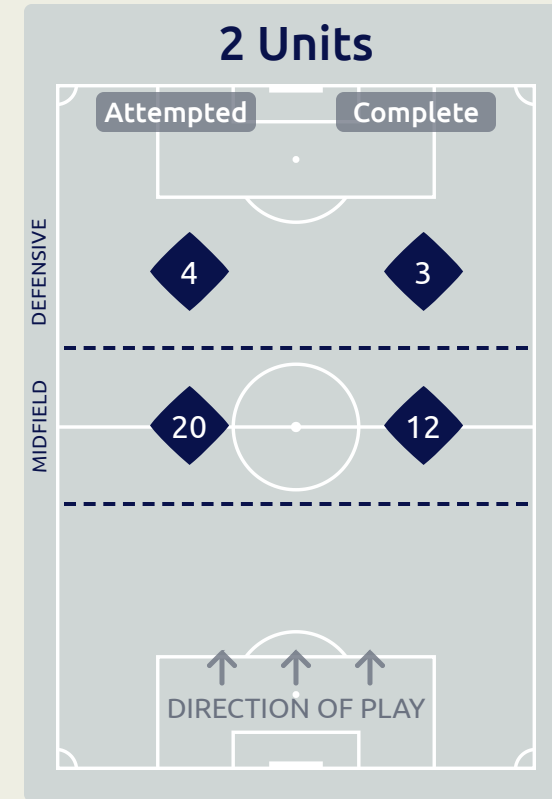 2 Units
Attempted Complete
DEFENSIVE
4 3
MIDFIELD
20 12
DIRECTION OF PLAY